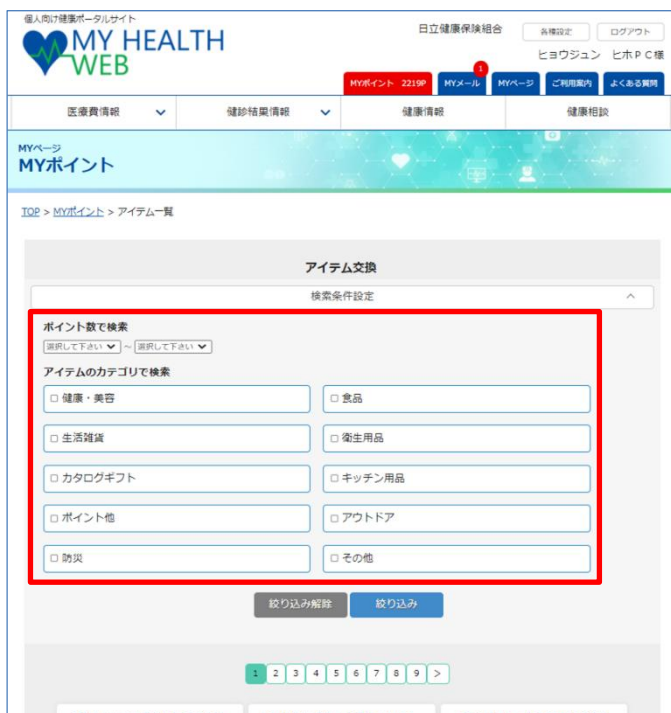 個人向け健康ポータルサイト
MY HEALTH
WEB
日立健康保険組合 各種設定 ログアウト
ヒョウジュン ヒホPC様
1
MYポイント 2219P MYメール MYページ ご利用案内 よくある質問
医療費情報 健診結果情報 健康情報 健康相談
MYページ
MYポイント
TOP > MYポイント > アイテム一覧
アイテム交換
検索条件設定
ポイント数で検索
選択して下さい ～ 選択して下さい
アイテムのカテゴリで検索
健康・美容 食品
生活雑貨 衛生用品
カタログギフト キッチン用品
ポイント他 アウトドア
防災 その他
絞り込み解除 絞り込み
1 2 3 4 5 6 7 8 9 >